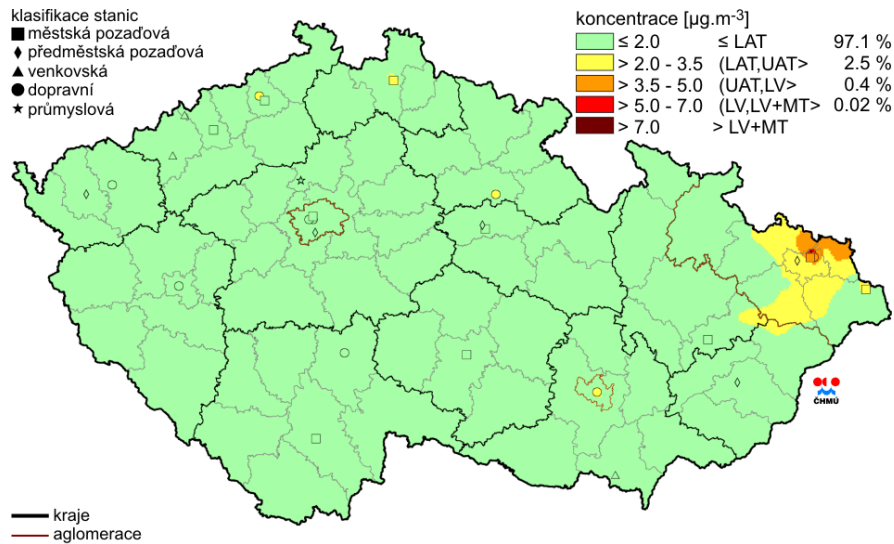 klasifikace stanic
městská pozaďová
předměstská pozaďová
venkovská
dopravní
průmyslová
koncentrace [µg.m⁻³]
≤ 2.0 ≤ LAT 97.1 %
> 2.0 - 3.5 (LAT,UAT> 2.5 %
> 3.5 - 5.0 (UAT,LV> 0.4 %
> 5.0 - 7.0 (LV,LV+MT> 0.02 %
> 7.0 > LV+MT
ČHMÚ
kraje
aglomerace